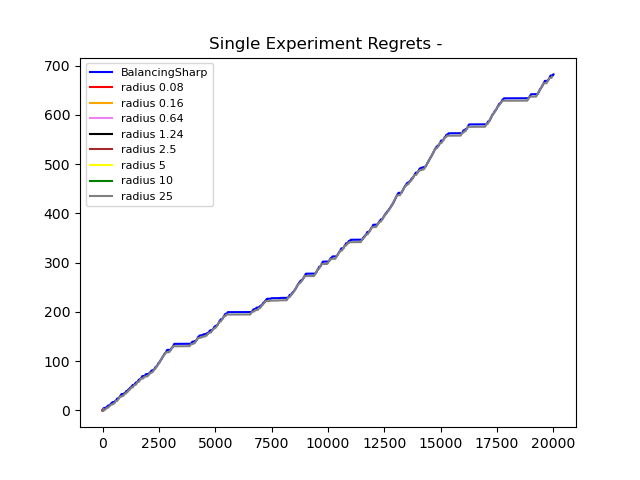 Single Experiment Regrets -
700
600
500
400
300
200
100
0
BalancingSharp
radius 0.08
radius 0.16
radius 0.64
radius 1.24
radius 2.5
radius 5
radius 10
radius 25
0 2500 5000 7500 10000 12500 15000 17500 20000